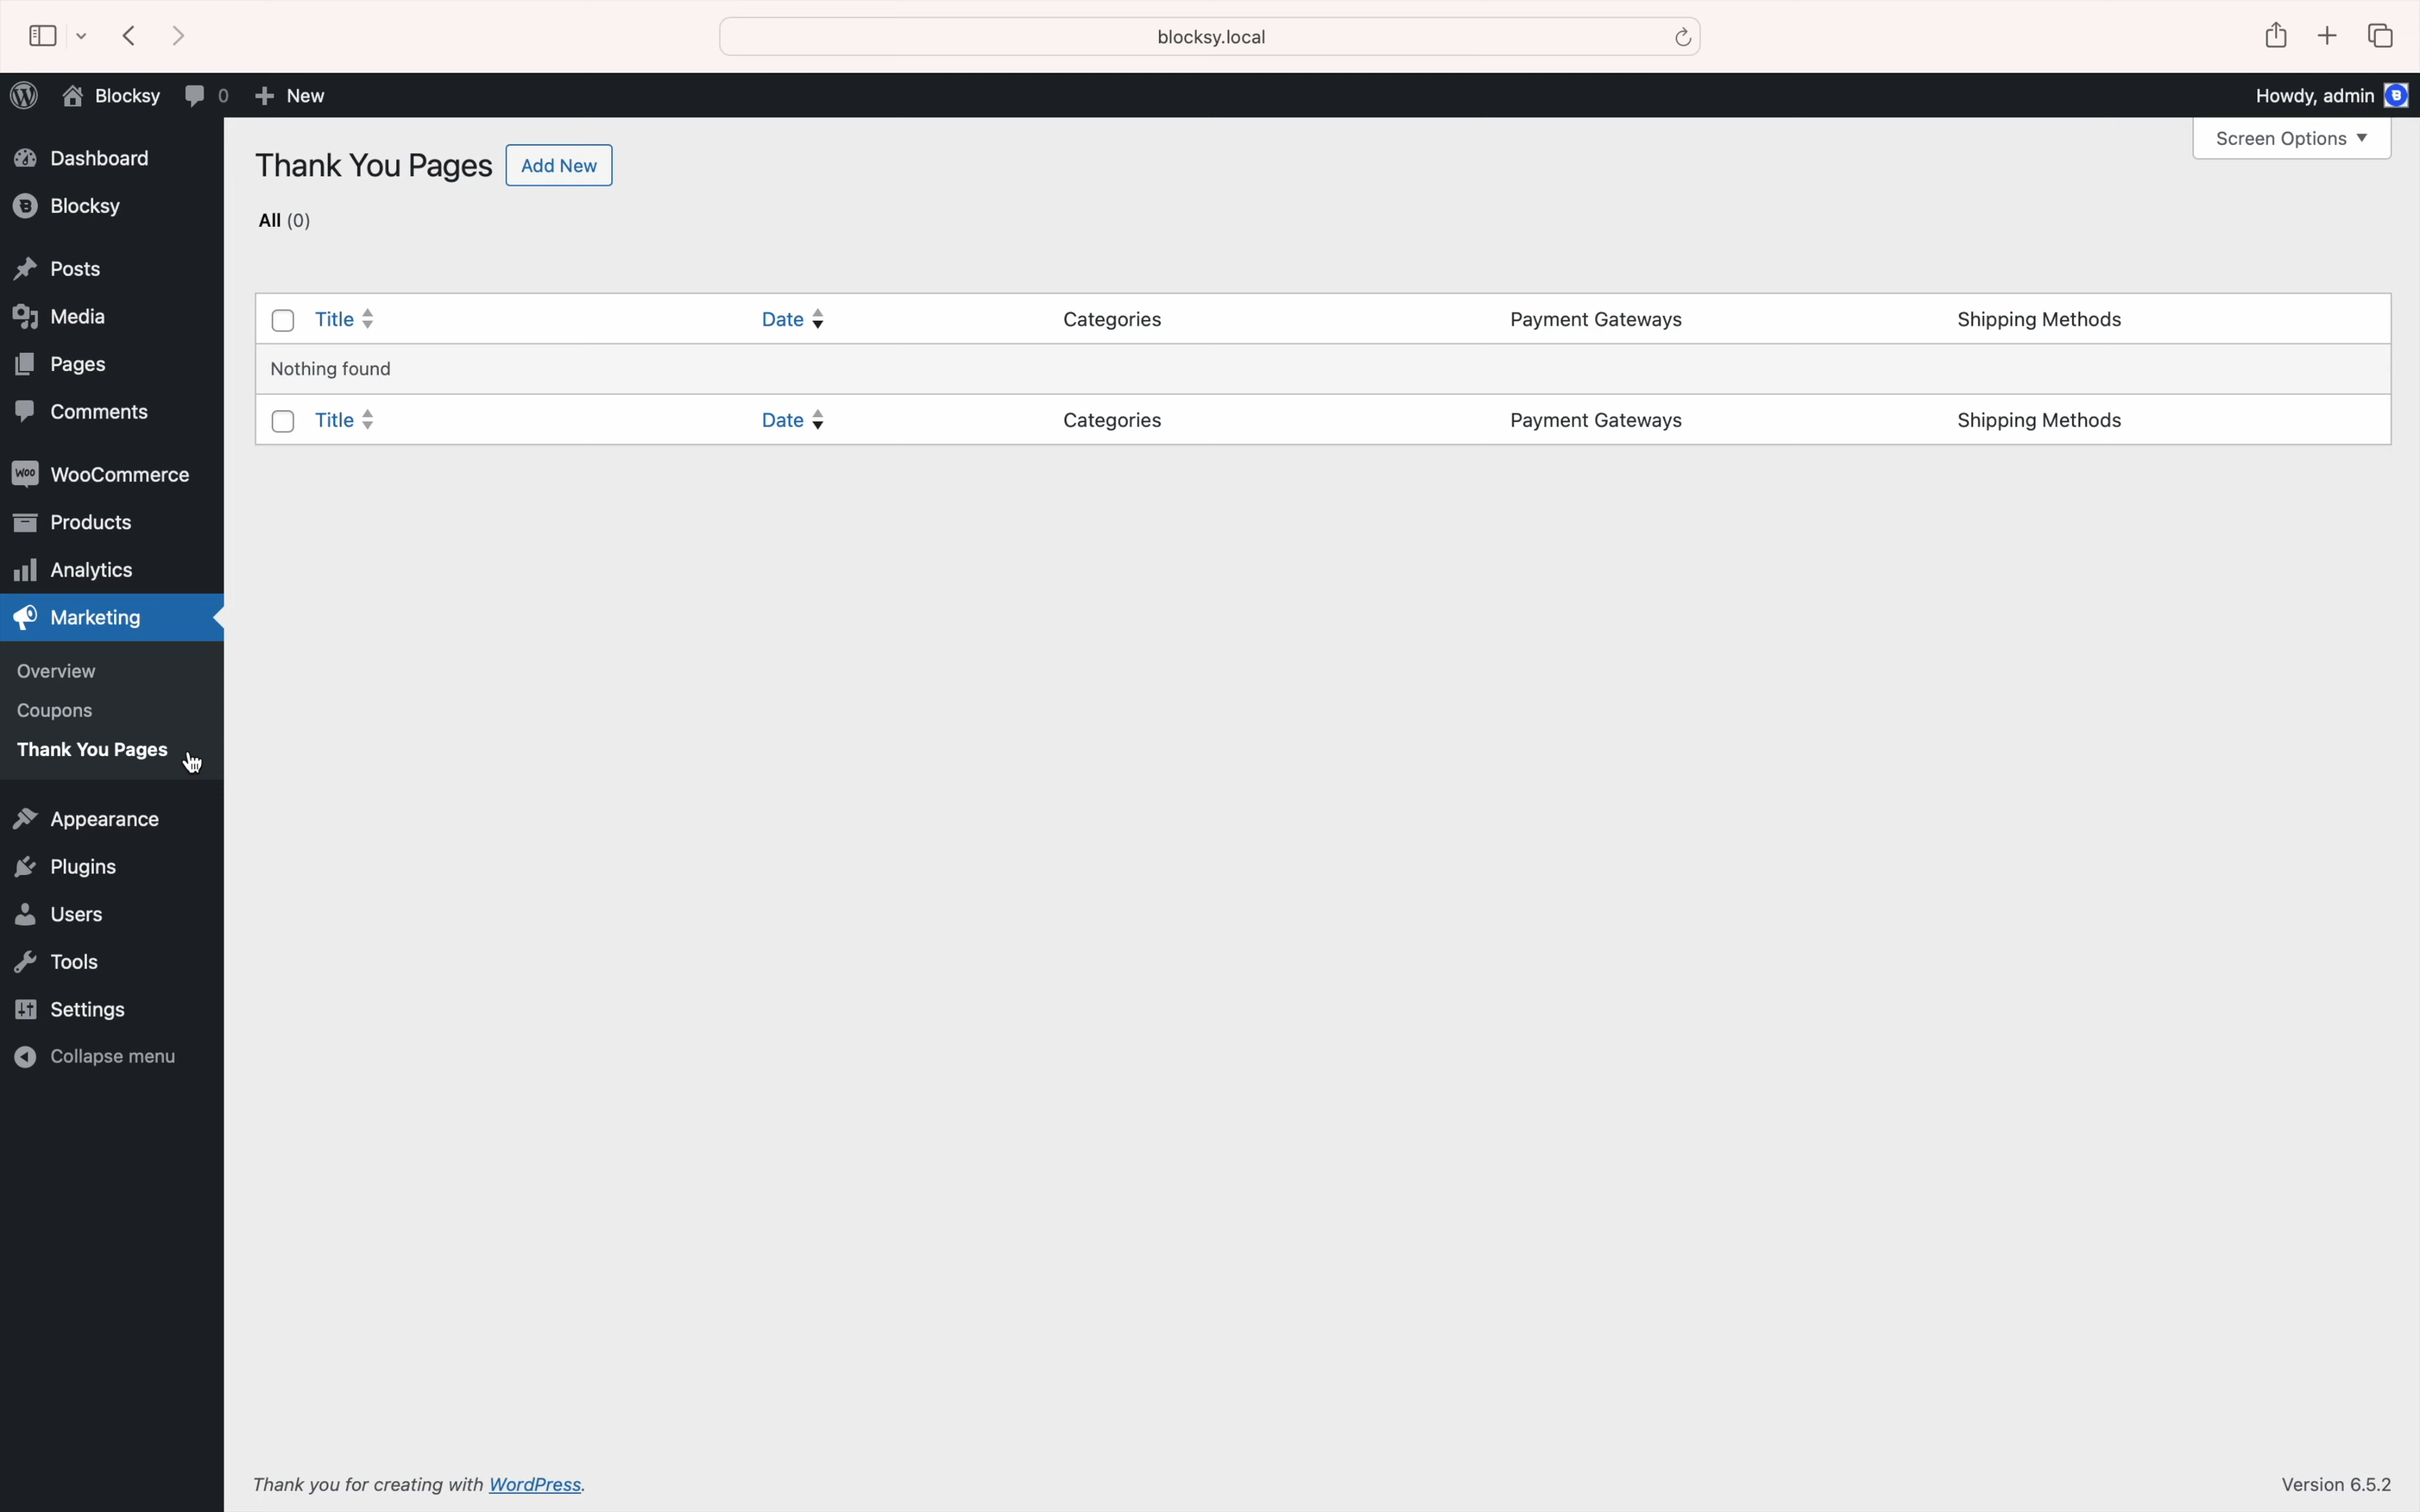 blocksy.local
Blocksy 0 New Howdy, admin
Screen Options
Dashboard
Blocksy
Posts
Media
Pages
Comments
WOO WooCommerce
Products
Analytics
Marketing
Overview
Coupons
Thank You Pages
Appearance
Plugins
Users
Tools
Settings
Collapse menu
Thank You Pages Add New
All (0)
Title Date Categories Payment Gateways Shipping Methods
Nothing found
Title Date Categories Payment Gateways Shipping Methods
Thank you for creating with WordPress. Version 6.5.2